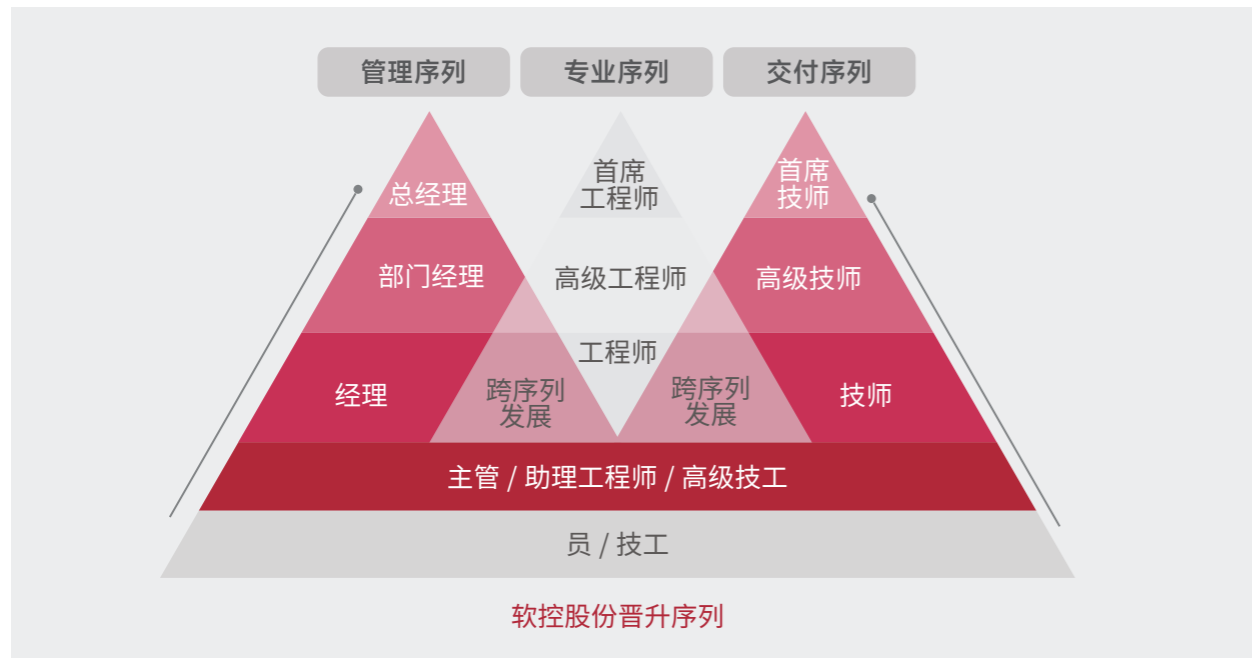 管理序列
专业序列
交付序列
总经理
首席
工程师
首席
技师
部门经理
高级工程师
高级技师
工程师
经理
跨序列
发展
跨序列
发展
技师
主管 / 助理工程师 / 高级技工
员 / 技工
软控股份晋升序列